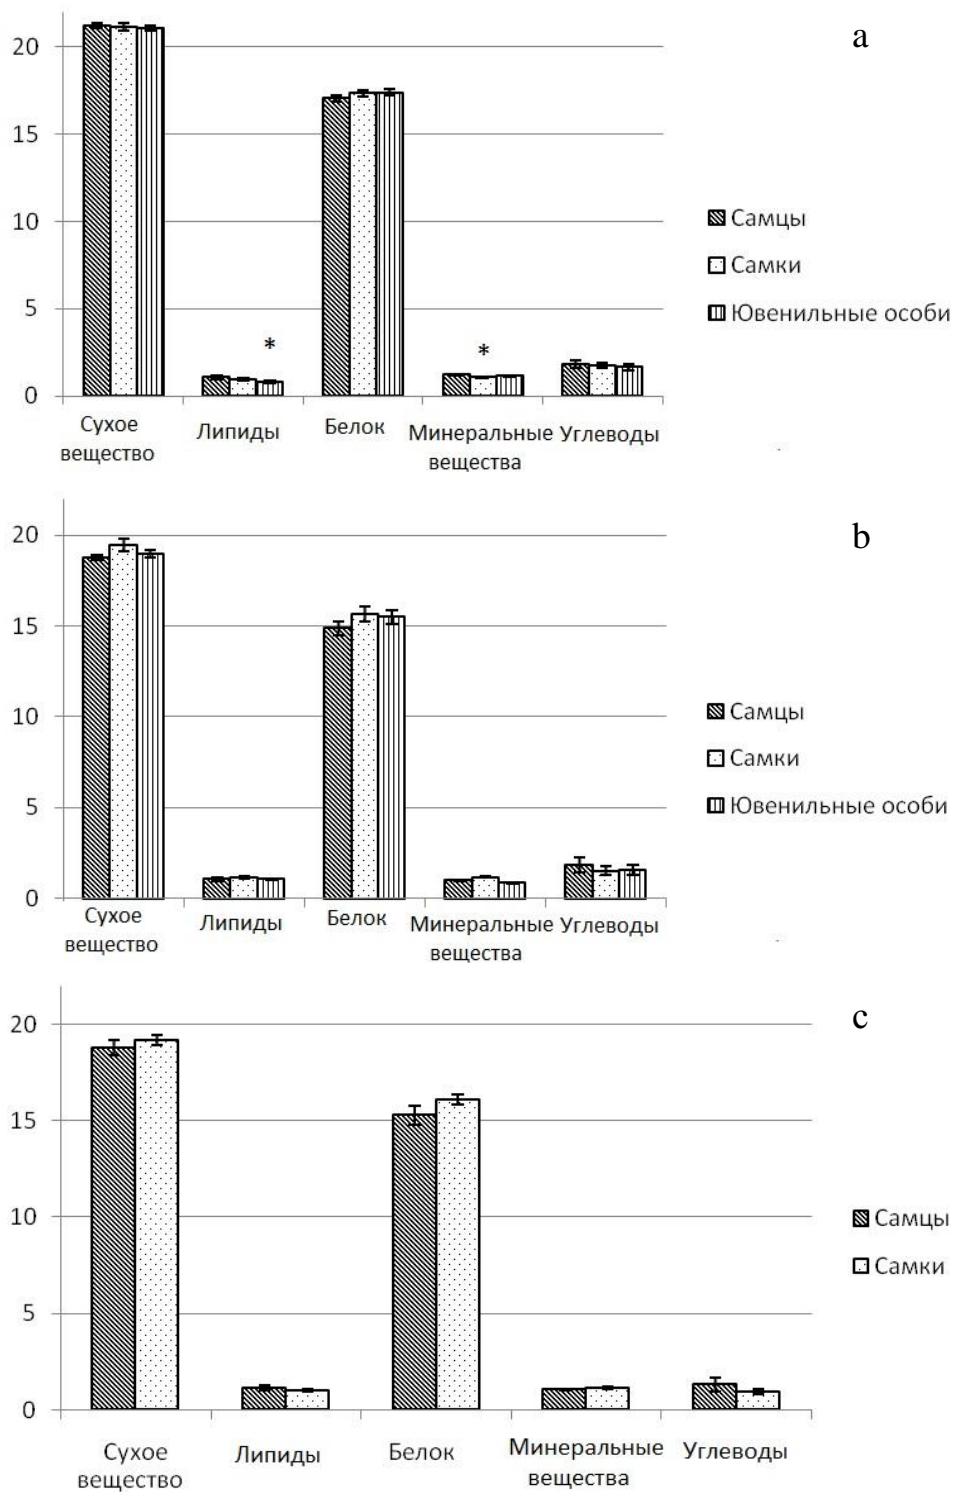 a
20
15
10
5
0
*
*
Сухое
вещество
Липиды
Белок
Минеральные
вещества
Углеводы
Самцы
Самки
Ювенильные особи
b
20
15
10
5
0
Сухое
вещество
Липиды
Белок
Минеральные
вещества
Углеводы
Самцы
Самки
Ювенильные особи
c
20
15
10
5
0
Сухое
вещество
Липиды
Белок
Минеральные
вещества
Углеводы
Самцы
Самки